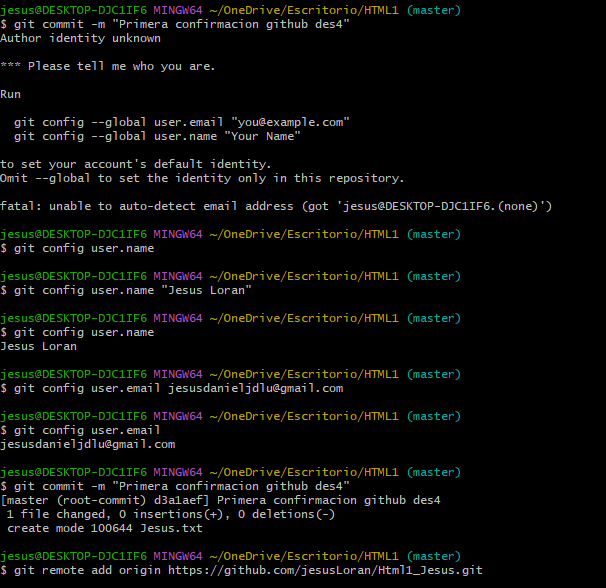 jesus@DESKTOP-DJC1IF6 MINGW64 ~/OneDrive/Escritorio/HTML1 (master)
$ git commit -m "Primera confirmacion github des4"
Author identity unknown
*** Please tell me who you are.
Run
git config --global user.email "you@example.com"
git config --global user.name "Your Name"
to set your account's default identity.
Omit --global to set the identity only in this repository.
fatal: unable to auto-detect email address (got 'jesus@DESKTOP-DJC1IF6.(none)')
jesus@DESKTOP-DJC1IF6 MINGW64 ~/OneDrive/Escritorio/HTML1 (master)
$ git config user.name
jesus@DESKTOP-DJC1IF6 MINGW64 ~/OneDrive/Escritorio/HTML1 (master)
$ git config user.name "Jesus Loran"
jesus@DESKTOP-DJC1IF6 MINGW64 ~/OneDrive/Escritorio/HTML1 (master)
$ git config user.name
Jesus Loran
jesus@DESKTOP-DJC1IF6 MINGW64 ~/OneDrive/Escritorio/HTML1 (master)
$ git config user.email jesusdanieljdlu@gmail.com
jesus@DESKTOP-DJC1IF6 MINGW64 ~/OneDrive/Escritorio/HTML1 (master)
$ git config user.email
jesusdanieljdlu@gmail.com
jesus@DESKTOP-DJC1IF6 MINGW64 ~/OneDrive/Escritorio/HTML1 (master)
$ git commit -m "Primera confirmacion github des4"
[master (root-commit) d3a1aef] Primera confirmacion github des4
1 file changed, 0 insertions(+), 0 deletions(-)
create mode 100644 Jesus.txt
jesus@DESKTOP-DJC1IF6 MINGW64 ~/OneDrive/Escritorio/HTML1 (master)
$ git remote add origin https://github.com/jesusLoran/Html1_Jesus.git